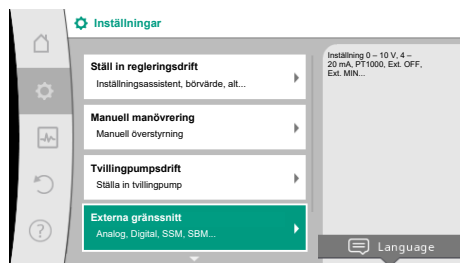 Inställningar
Ställ in regleringsdrift
Inställningsassistent, börvärde, alt...
Manuell manövrering
Manuell överstyrning
Tvillingpumpsdrift
Ställa in tvillingpump
Externa gränssnitt
Analog, Digital, SSM, SBM...
Inställning 0 – 10 V, 4 –
20 mA, PT1000, Ext. OFF,
Ext. MIN...
Language